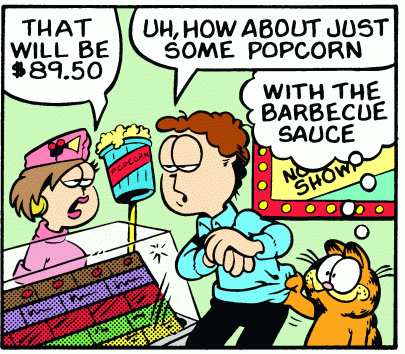 THAT
WILL BE
$89.50
UH, HOW ABOUT JUST
SOME POPCORN
WITH THE
BARBECUE
SAUCE
POPCORN
SHOW